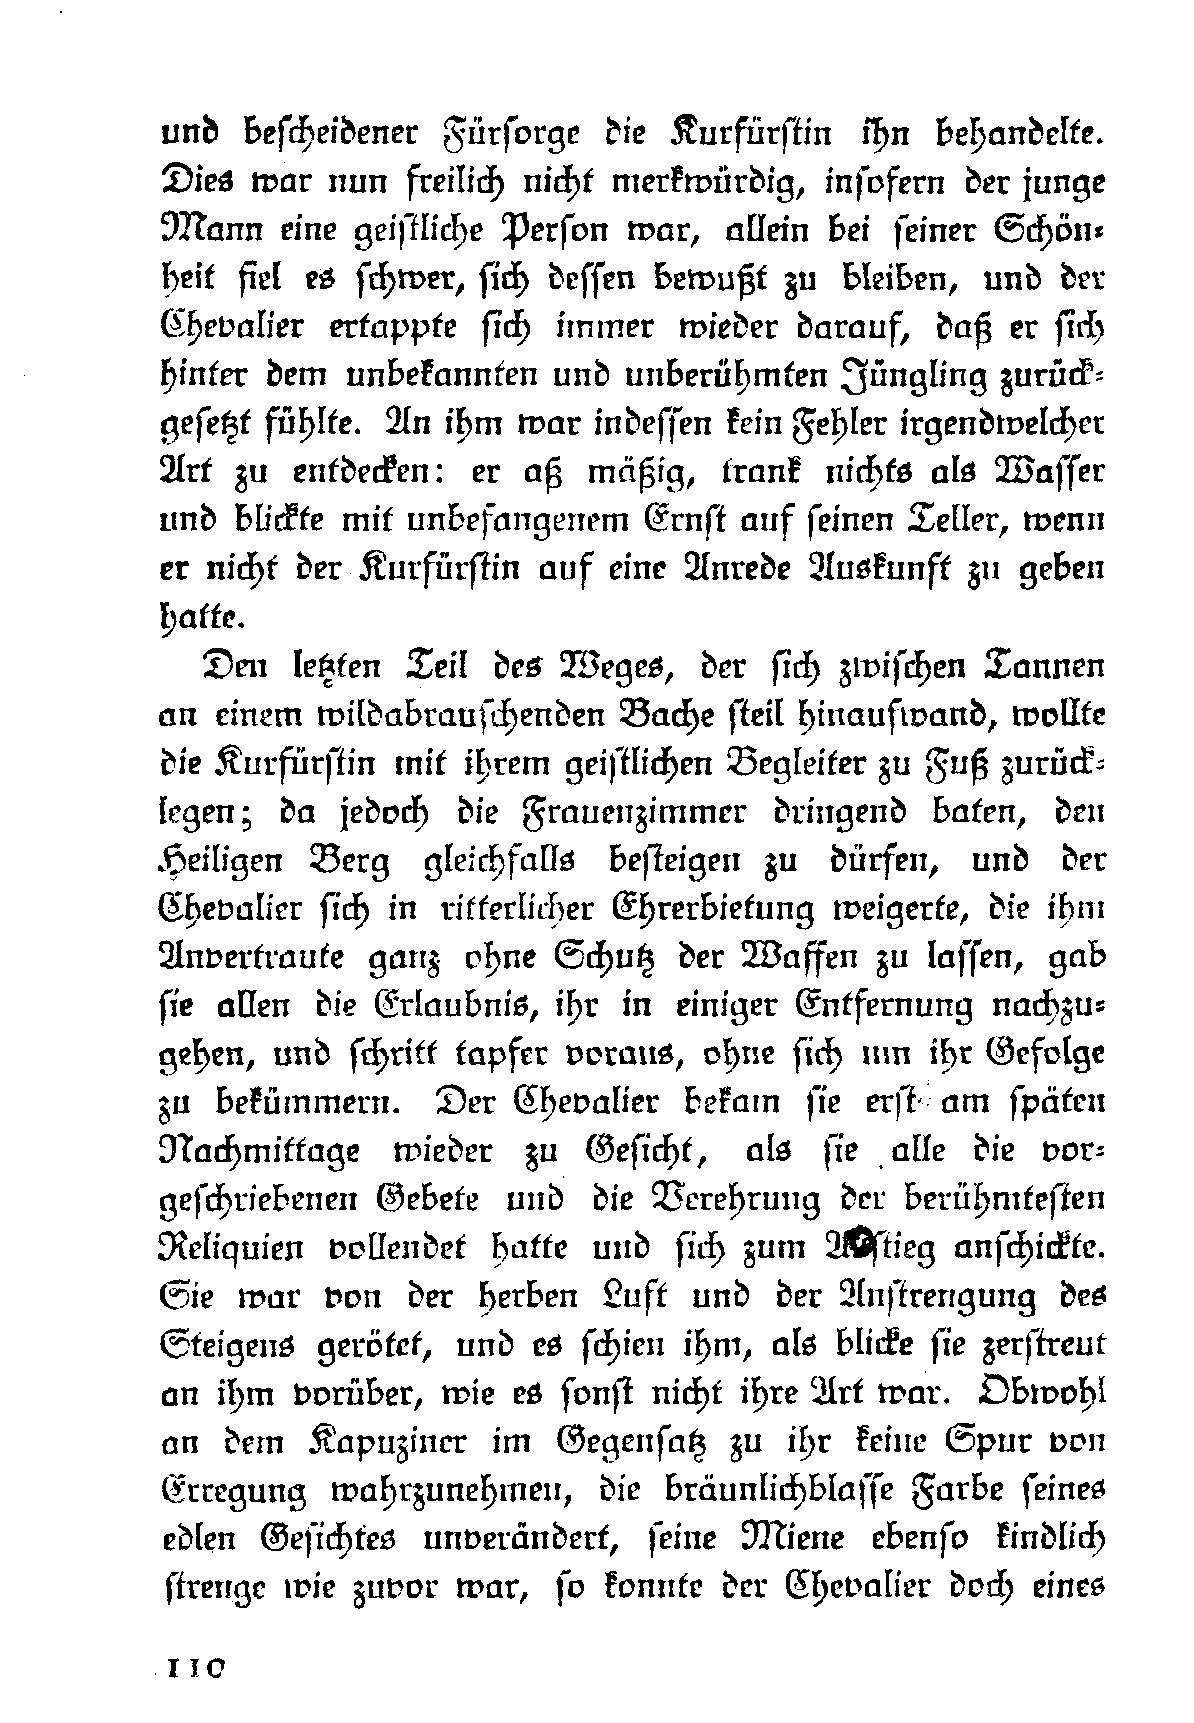 und bescheidener Fürsorge die Kurfürstin ihn behandelte.
Dies war nun freilich nicht merkwürdig, insofern der junge
Mann eine geistliche Person war, allein bei seiner Schön-
heit fiel es schwer, sich dessen bewußt zu bleiben, und der
Chevalier ertappte sich immer wieder darauf, daß er sich
hinter dem unbekannten und unberühmten Jüngling zurück-
gesetzt fühlte. An ihm war indessen kein Fehler irgendwelcher
Art zu entdecken: er aß mäßig, trank nichts als Wasser
und blickte mit unbefangenem Ernst auf seinen Teller, wenn
er nicht der Kurfürstin auf eine Anrede Auskunft zu geben
hatte.
Den letzten Teil des Weges, der sich zwischen Tannen
an einem wildabrauschenden Bache steil hinaufwand, wollte
die Kurfürstin mit ihrem geistlichen Begleiter zu Fuß zurück-
legen; da jedoch die Frauenzimmer dringend baten, den
Heiligen Berg gleichfalls besteigen zu dürfen, und der
Chevalier sich in ritterlicher Ehrerbietung weigerte, die ihm
Anvertraute ganz ohne Schutz der Waffen zu lassen, gab
sie allen die Erlaubnis, ihr in einiger Entfernung nachzu-
gehen, und schritt tapfer voraus, ohne sich um ihr Gefolge
zu bekümmern. Der Chevalier bekam sie erst am späten
Nachmittage wieder zu Gesicht, als sie alle die vor-
geschriebenen Gebete und die Verehrung der berühmtesten
Reliquien vollendet hatte und sich zum anschickte.
Sie war von der herben Luft und der Anstrengung des
Steigens gerötet, und es schien ihm, als blicke sie zerstreut
an ihm vorüber, wie es sonst nicht ihre Art war. Obwohl
an dem Kapuziner im Gegensatz zu ihr keine Spur von
Erregung wahrzunehmen, die bräunlichblasse Farbe seines
edlen Gesichtes unverändert, seine Miene ebenso kindlich
strenge wie zuvor war, so konnte der Chevalier doch eines
110